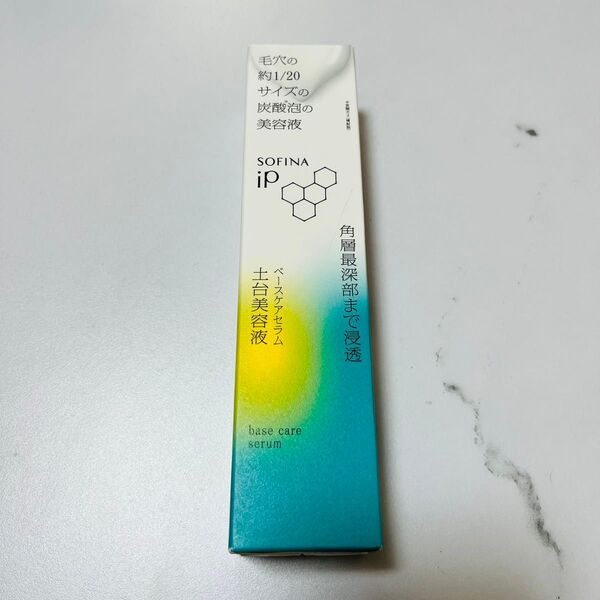 毛穴の
約1/20
サイズの
炭酸泡の
美容液
SOFINA
iP
角層最深部まで浸透
ベースケアセラム
土台美容液
base care
serum